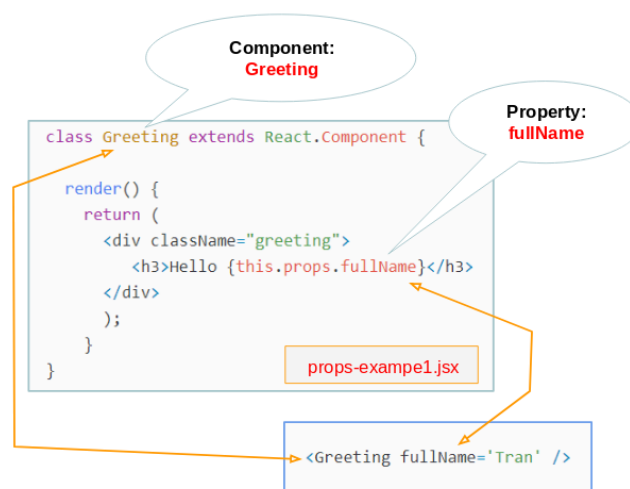 Component:
Greeting
Property:
fullName
class Greeting extends React.Component {
render() {
return (
<div className="greeting">
<h3>Hello {this.props.fullName}</h3>
</div>
);
}
}
props-exampe1.jsx
<Greeting fullName='Tran' />